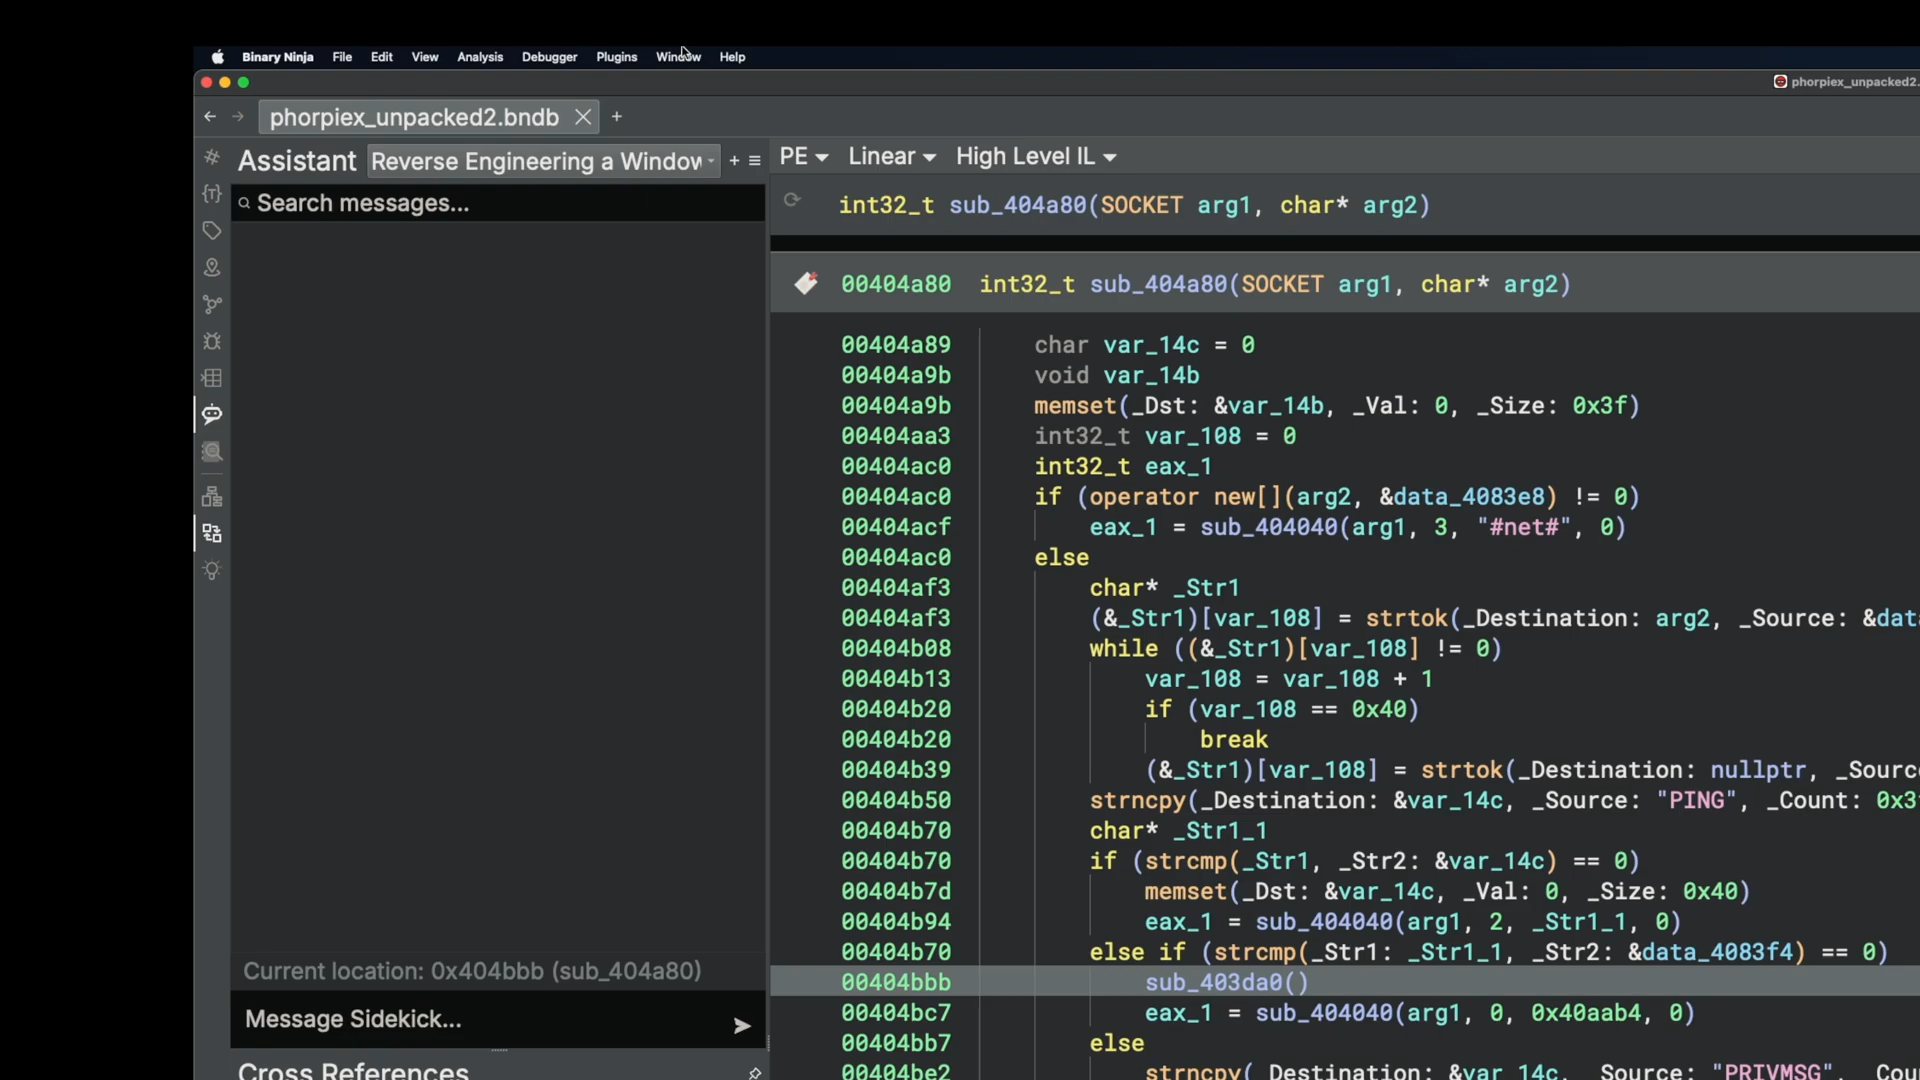 Binary Ninja File Edit View Analysis Debugger Plugins Window Help
phorpiex_unpacked2.
phorpiex_unpacked2.bndb
Assistant Reverse Engineering a Window
Search messages...
Current location: 0x404bbb (sub_404a80)
Message Sidekick...
Cross References
PE Linear High Level IL
int32_t sub_404a80(SOCKET arg1, char* arg2)
00404a80 int32_t sub_404a80(SOCKET arg1, char* arg2)
00404a89 char var_14c = 0
00404a9b void var_14b
00404a9b memset(_Dst: &var_14b, _Val: 0, _Size: 0x3f)
00404aa3 int32_t var_108 = 0
00404ac0 int32_t eax_1
00404ac0 if (operator new[](arg2, &data_4083e8) != 0)
00404acf eax_1 = sub_404040(arg1, 3, "#net#", 0)
00404ac0 else
00404af3 char* _Str1
00404af3 (&_Str1)[var_108] = strtok(_Destination: arg2, _Source: &dat
00404b08 while ((&_Str1)[var_108] != 0)
00404b13 var_108 = var_108 + 1
00404b20 if (var_108 == 0x40)
00404b20 break
00404b39 (&_Str1)[var_108] = strtok(_Destination: nullptr, _Sourc
00404b50 strncpy(_Destination: &var_14c, _Source: "PING", _Count: 0x3
00404b70 char* _Str1_1
00404b70 if (strcmp(_Str1, _Str2: &var_14c) == 0)
00404b7d memset(_Dst: &var_14c, _Val: 0, _Size: 0x40)
00404b94 eax_1 = sub_404040(arg1, 2, _Str1_1, 0)
00404b70 else if (strcmp(_Str1: _Str1_1, _Str2: &data_4083f4) == 0)
00404bbb sub_403da0()
00404bc7 eax_1 = sub_404040(arg1, 0, 0x40aab4, 0)
00404bb7 else
00404be2 strncpy(_Destination: &var_14c, _Source: "PRIVMSG", _Cou